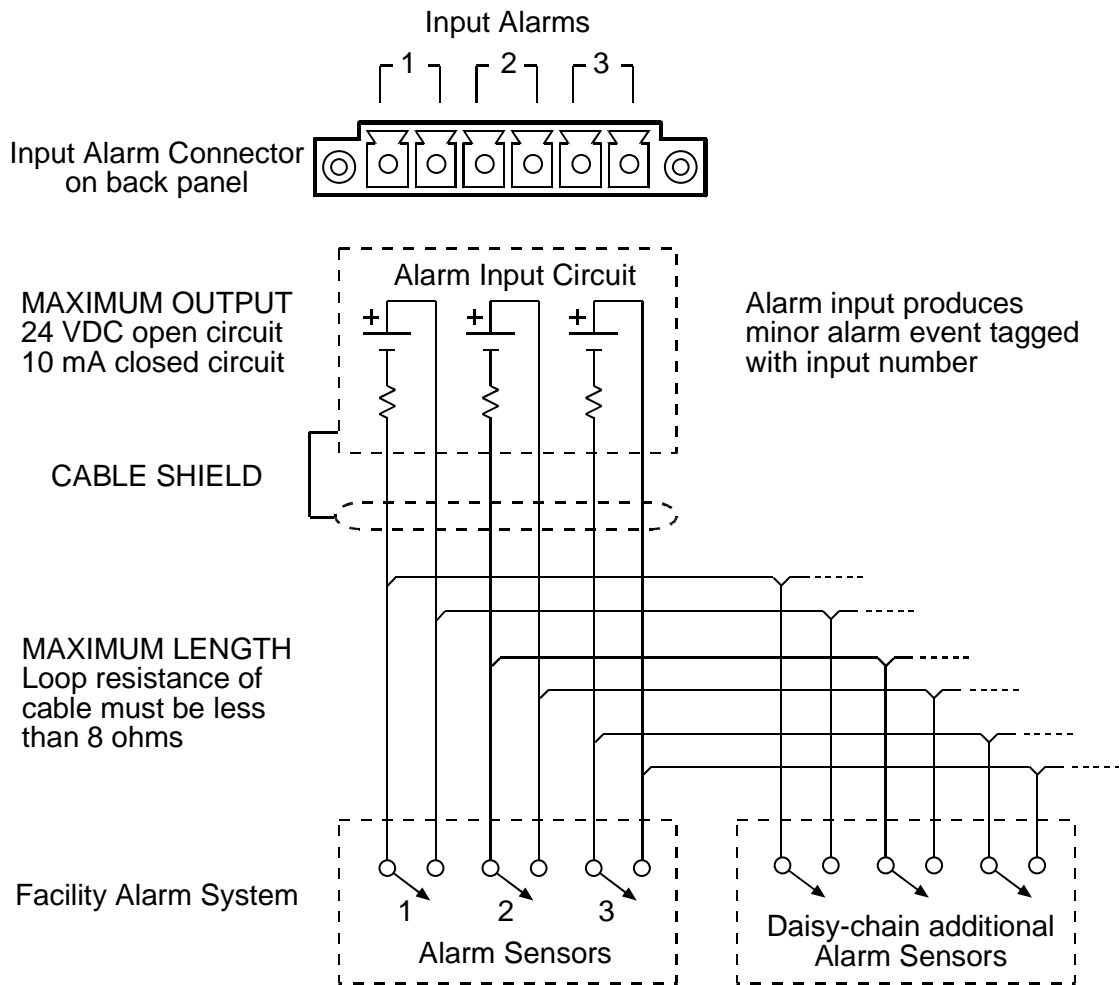 Input Alarms
1 2 3
Input Alarm Connector
on back panel
Alarm Input Circuit
MAXIMUM OUTPUT
24 VDC open circuit
10 mA closed circuit
+ + +
Alarm input produces
minor alarm event tagged
with input number
CABLE SHIELD
MAXIMUM LENGTH
Loop resistance of
cable must be less
than 8 ohms
Facility Alarm System
1 2 3
Alarm Sensors
Daisy-chain additional
Alarm Sensors